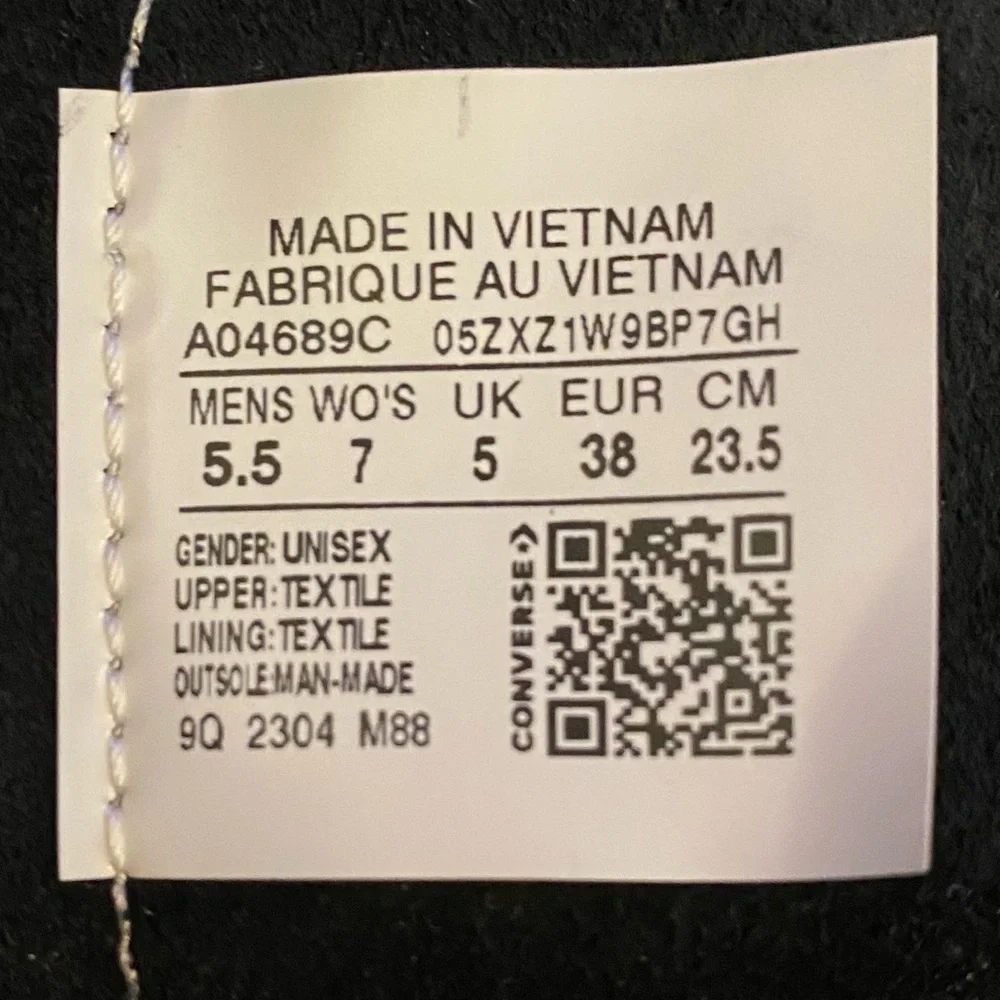 MADE IN VIETNAM
FABRIQUE AU VIETNAM
A04689C 05ZXZ1W9BP7GH
MENS WO'S UK EUR CM
5.5 7 5 38 23.5
GENDER: UNISEX
UPPER: TEXTILE
LINING: TEXTILE
OUTSOLE:MAN-MADE
9Q 2304 M88
CONVERSE